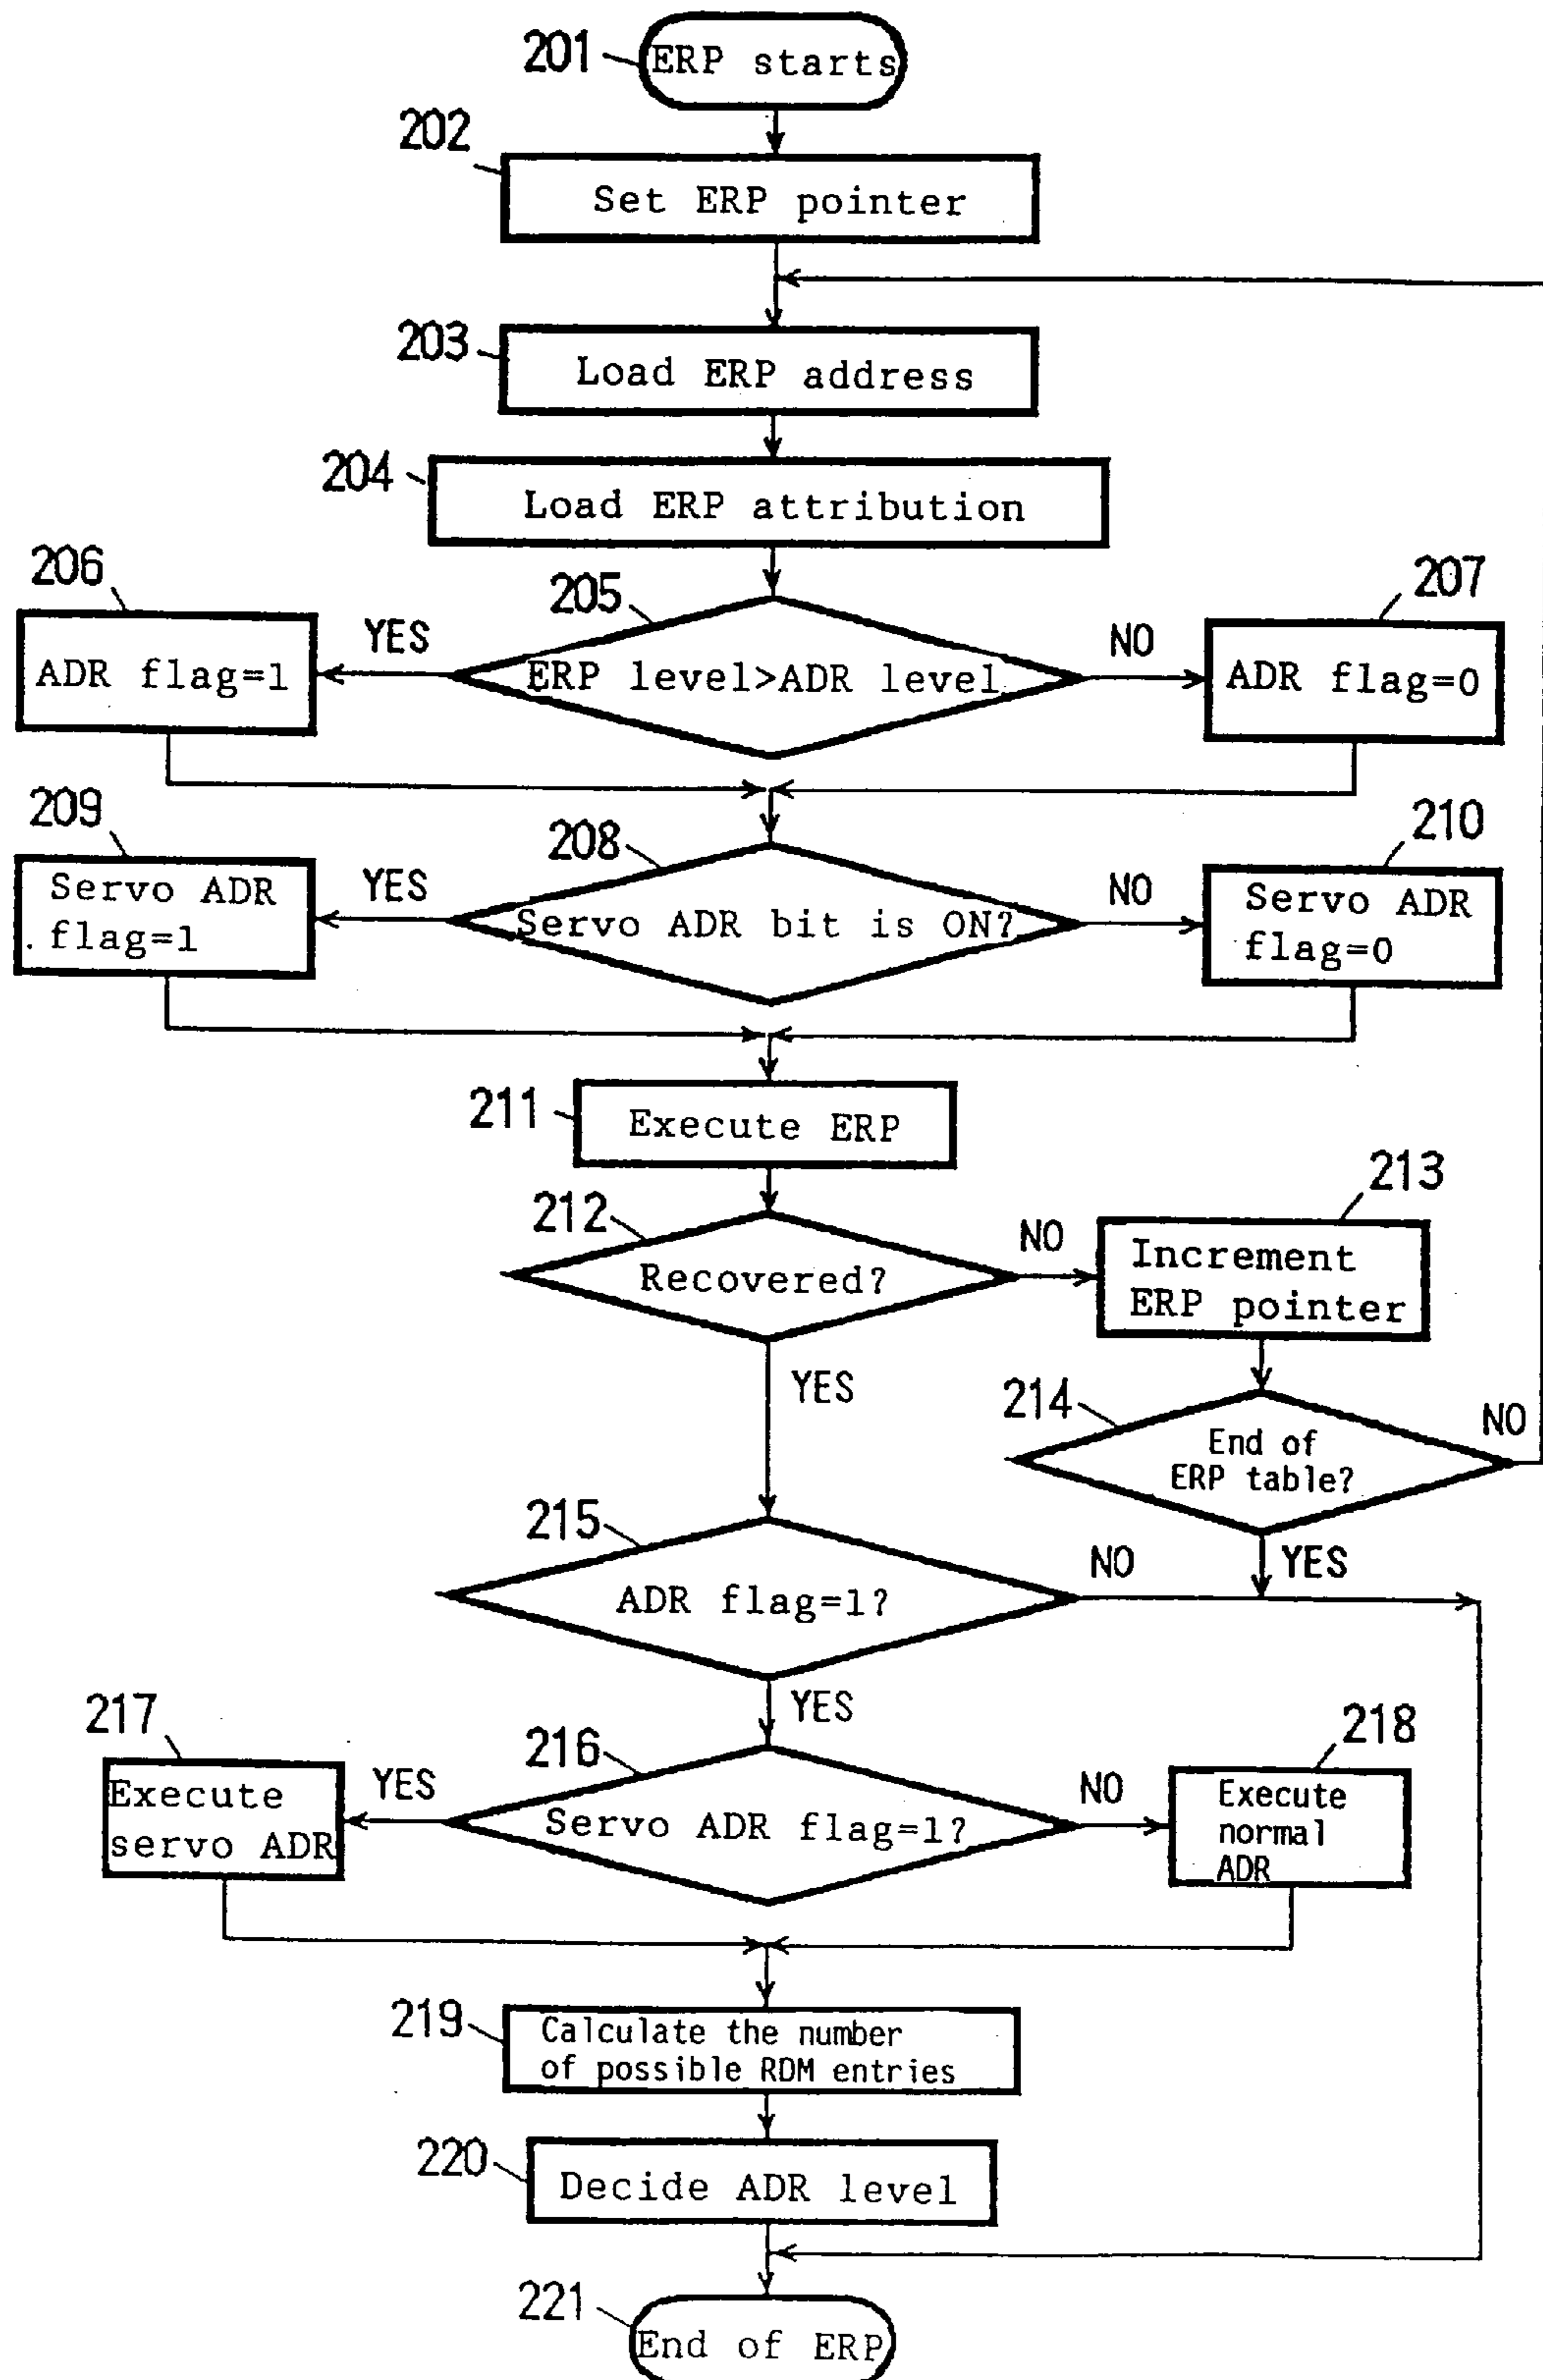 201
ERP starts
202
Set ERP pointer
203
Load ERP address
204
Load ERP attribution
206
205
207
YES
NO
ADR flag=1
ERP level>ADR level
ADR flag=0
209
208
210
YES
NO
Servo ADR
flag=1
Servo ADR bit is ON?
Servo ADR
flag=0
211
Execute ERP
212
213
NO
Recovered?
Increment
ERP pointer
YES
214
NO
End of
ERP table?
215
NO
YES
ADR flag=1?
YES
217
216
218
YES
NO
Execute
servo ADR
Servo ADR flag=1?
Execute
normal
ADR
219
Calculate the number
of possible RDM entries
220
Decide ADR level
221
End of ERP